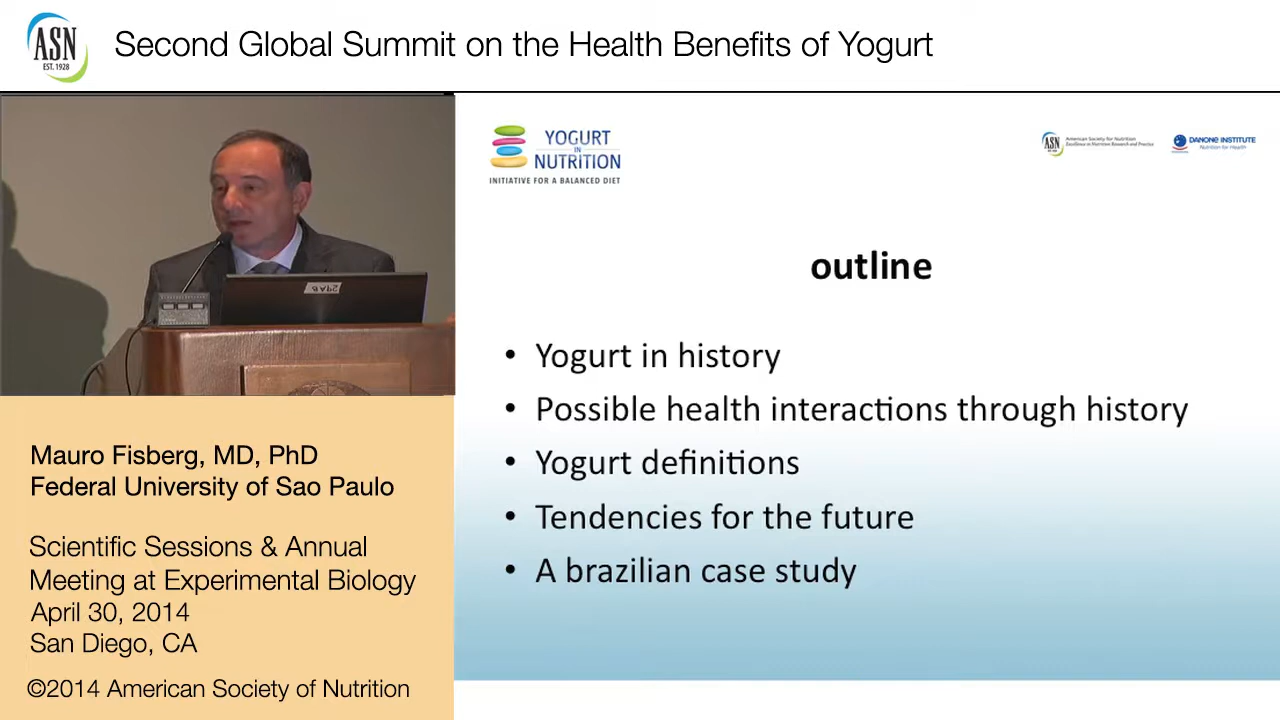 ASN
EST. 1928
Second Global Summit on the Health Benefits of Yogurt
YOGURT
IN
NUTRITION
INITIATIVE FOR A BALANCED DIET
ASN
American Society for Nutrition
Excellence in Nutrition Research and Practice
DANONE INSTITUTE
Nutrition for Health
outline
• Yogurt in history
• Possible health interactions through history
• Yogurt definitions
• Tendencies for the future
• A brazilian case study
Mauro Fisberg, MD, PhD
Federal University of Sao Paulo
Scientific Sessions & Annual
Meeting at Experimental Biology
April 30, 2014
San Diego, CA
©2014 American Society of Nutrition